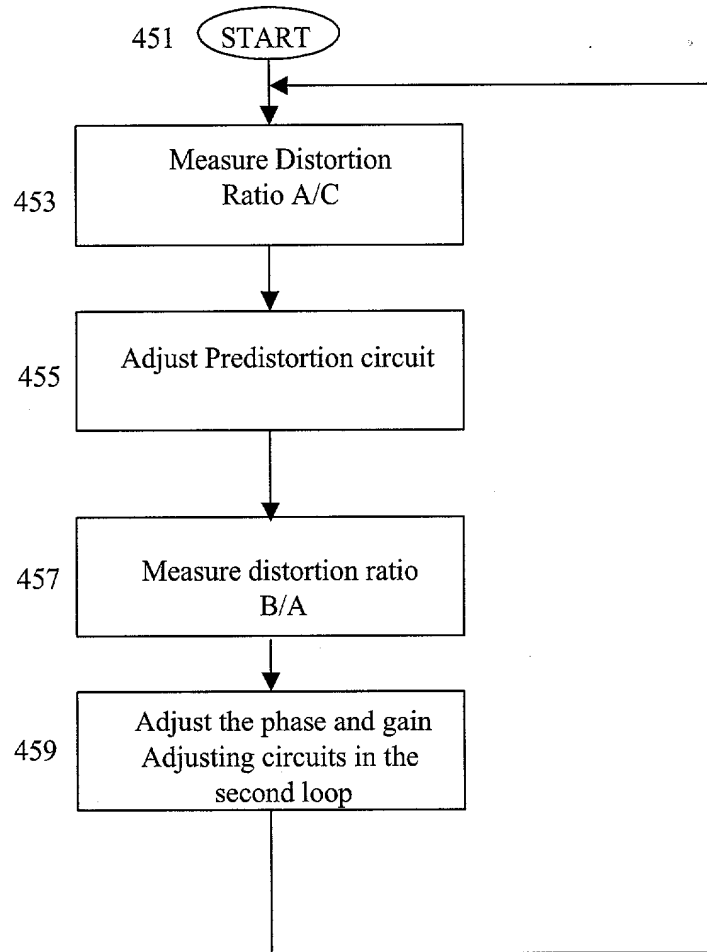 451 START
Measure Distortion
Ratio A/C
453
Adjust Predistortion circuit
455
Measure distortion ratio
B/A
457
Adjust the phase and gain
Adjusting circuits in the
second loop
459